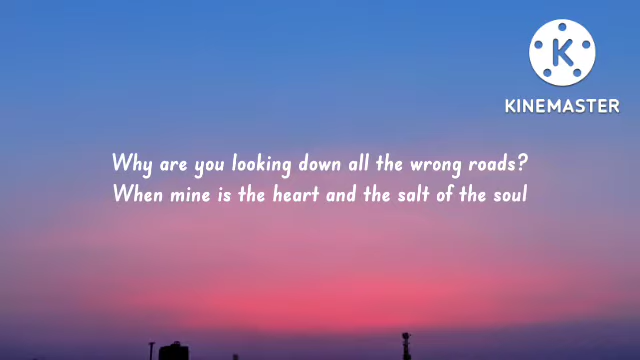 K
KINEMASTER
Why are you looking down all the wrong roads?
When mine is the heart and the salt of the soul